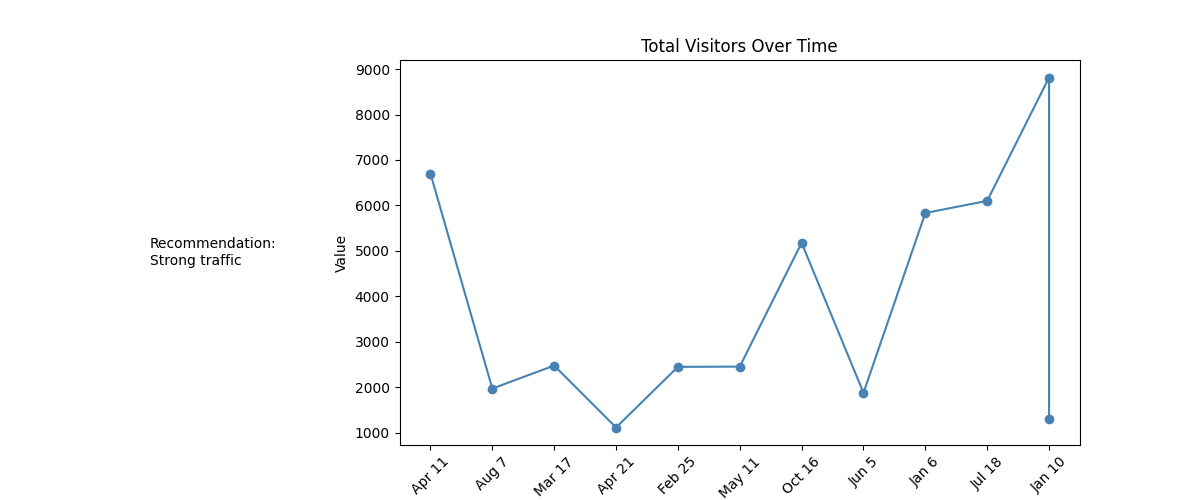 Total Visitors Over Time
9000
8000
7000
6000
5000
4000
3000
2000
1000
Value
Recommendation:
Strong traffic
Apr 11
Aug 7
Mar 17
Apr 21
Feb 25
May 11
Oct 16
Jun 5
Jan 6
Jul 18
Jan 10